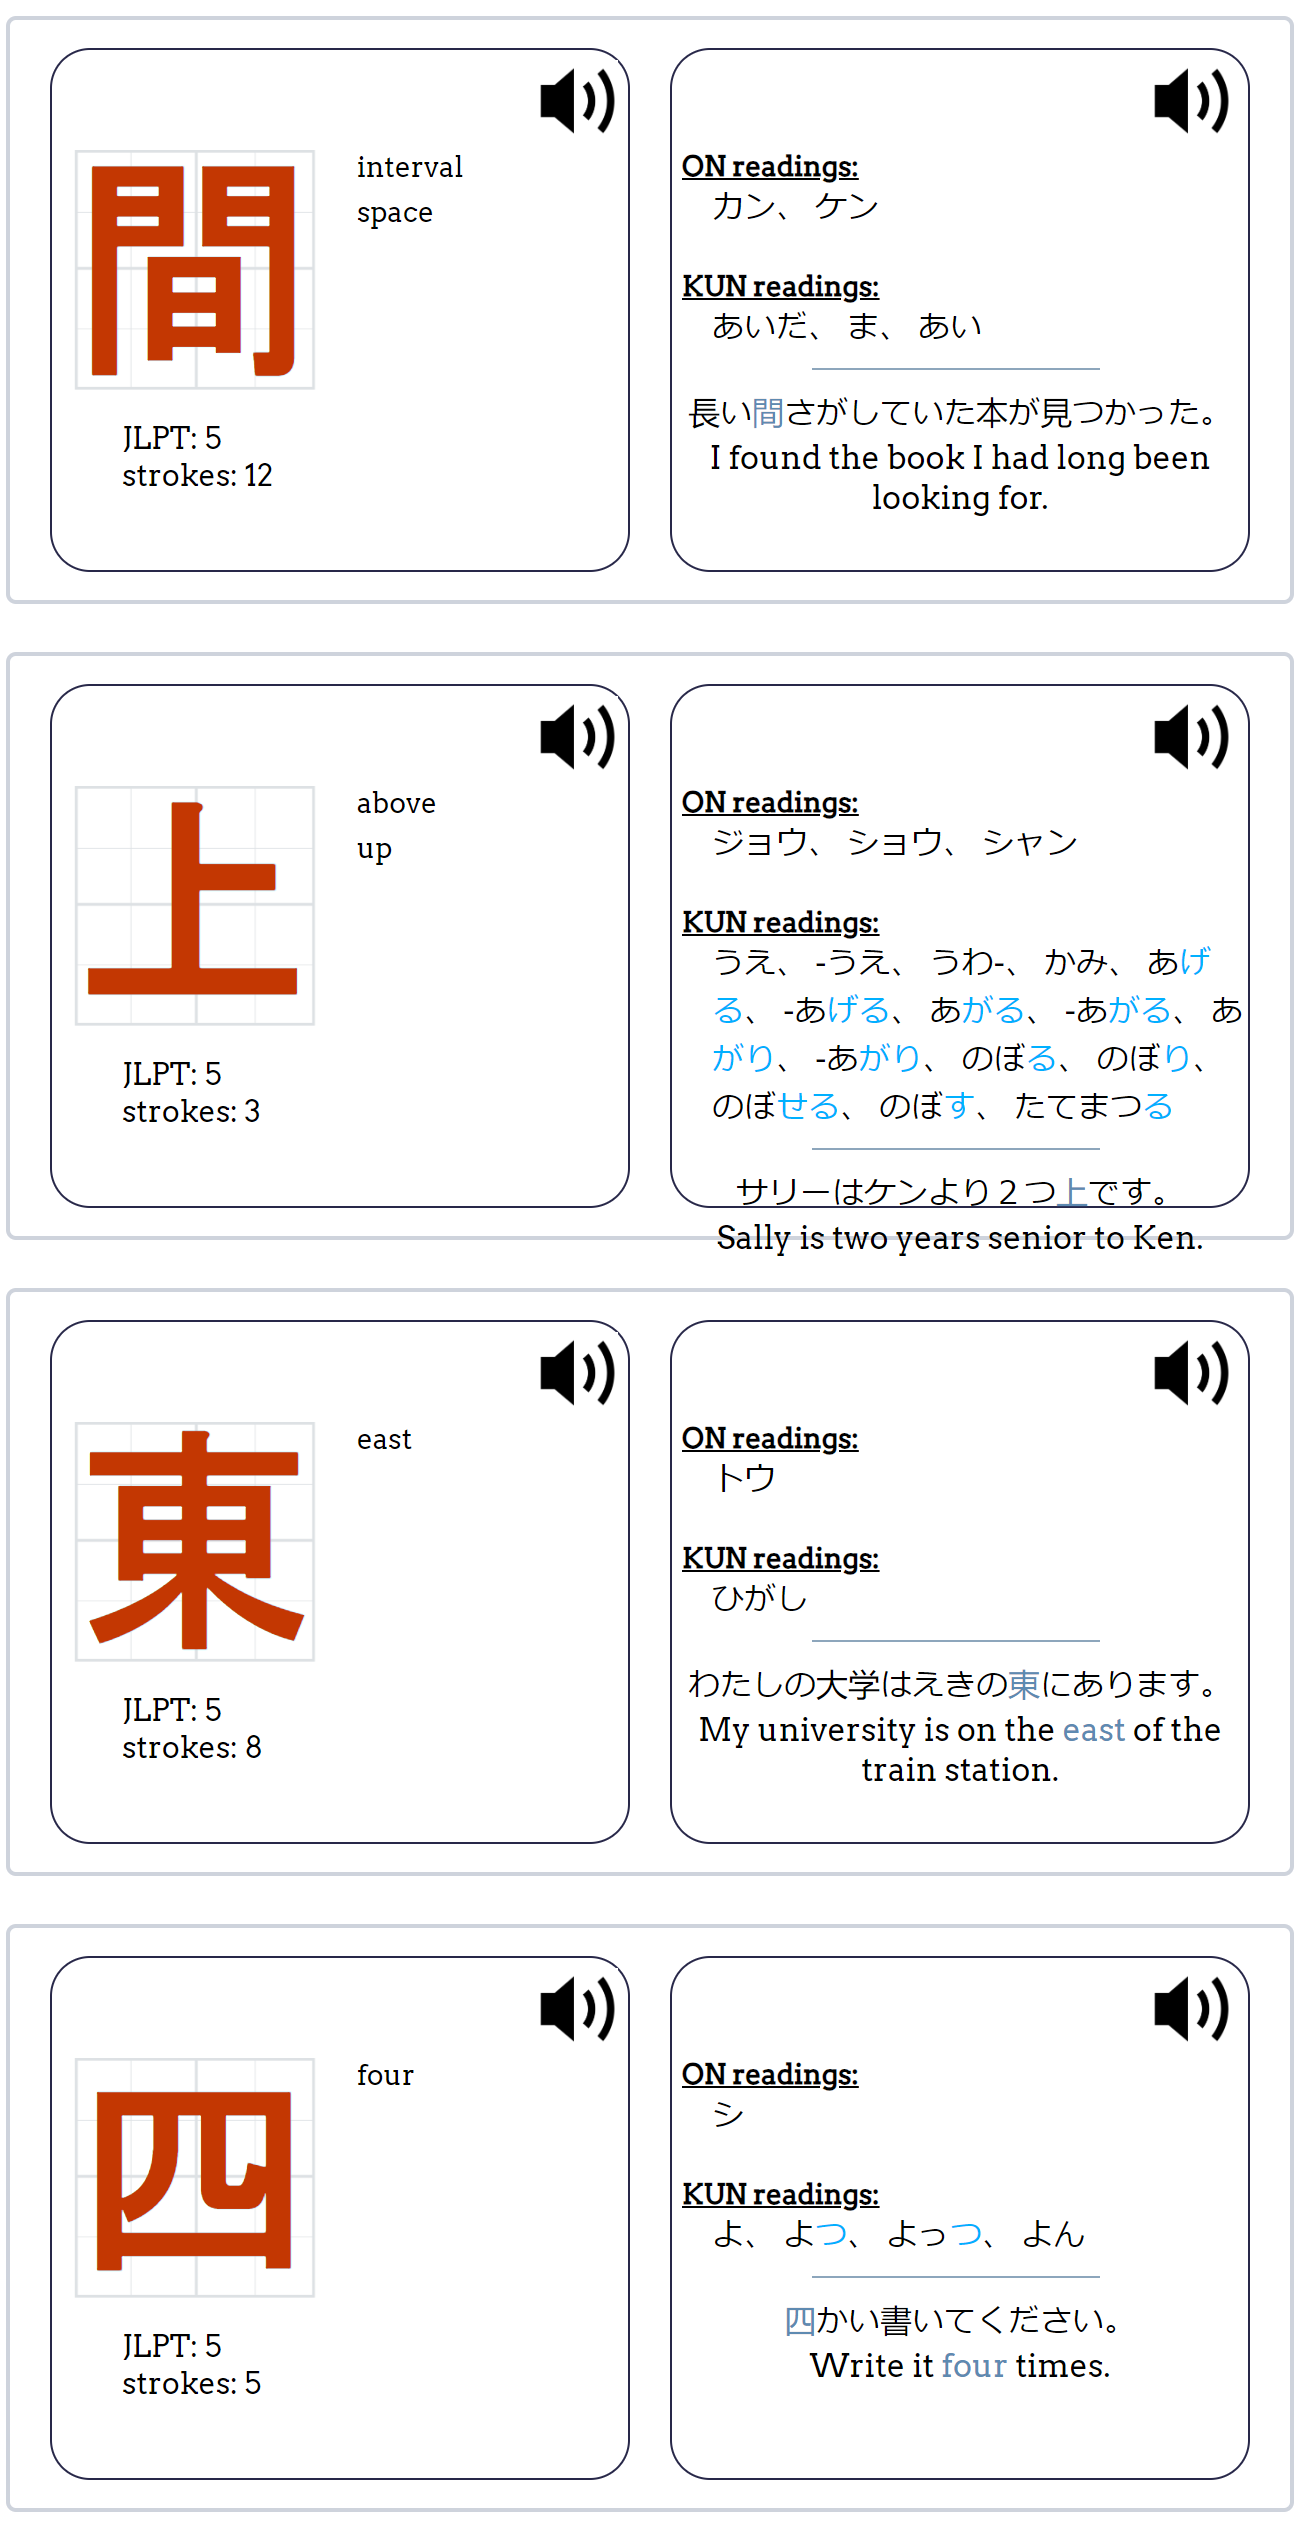 間
interval
space
JLPT: 5
strokes: 12
ON readings:
カン、 ケン
KUN readings:
あいだ、 ま、 あい
長い間さがしていた本が見つかった。
I found the book I had long been
looking for.
上
above
up
JLPT: 5
strokes: 3
ON readings:
ジョウ、 ショウ、 シャン
KUN readings:
うえ、 -うえ、 うわ-、 かみ、 あげ
る、 -あげる、 あがる、 -あがる、 あ
がり、 -あがり、 のぼる、 のぼり、
のぼせる、 のぼす、 たてまつる
サリーはケンより２つ上です。
Sally is two years senior to Ken.
東
east
JLPT: 5
strokes: 8
ON readings:
トウ
KUN readings:
ひがし
わたしの大学はえきの東にあります。
My university is on the east of the
train station.
四
four
JLPT: 5
strokes: 5
ON readings:
シ
KUN readings:
よ、 よつ、 よっつ、 よん
四かい書いてください。
Write it four times.